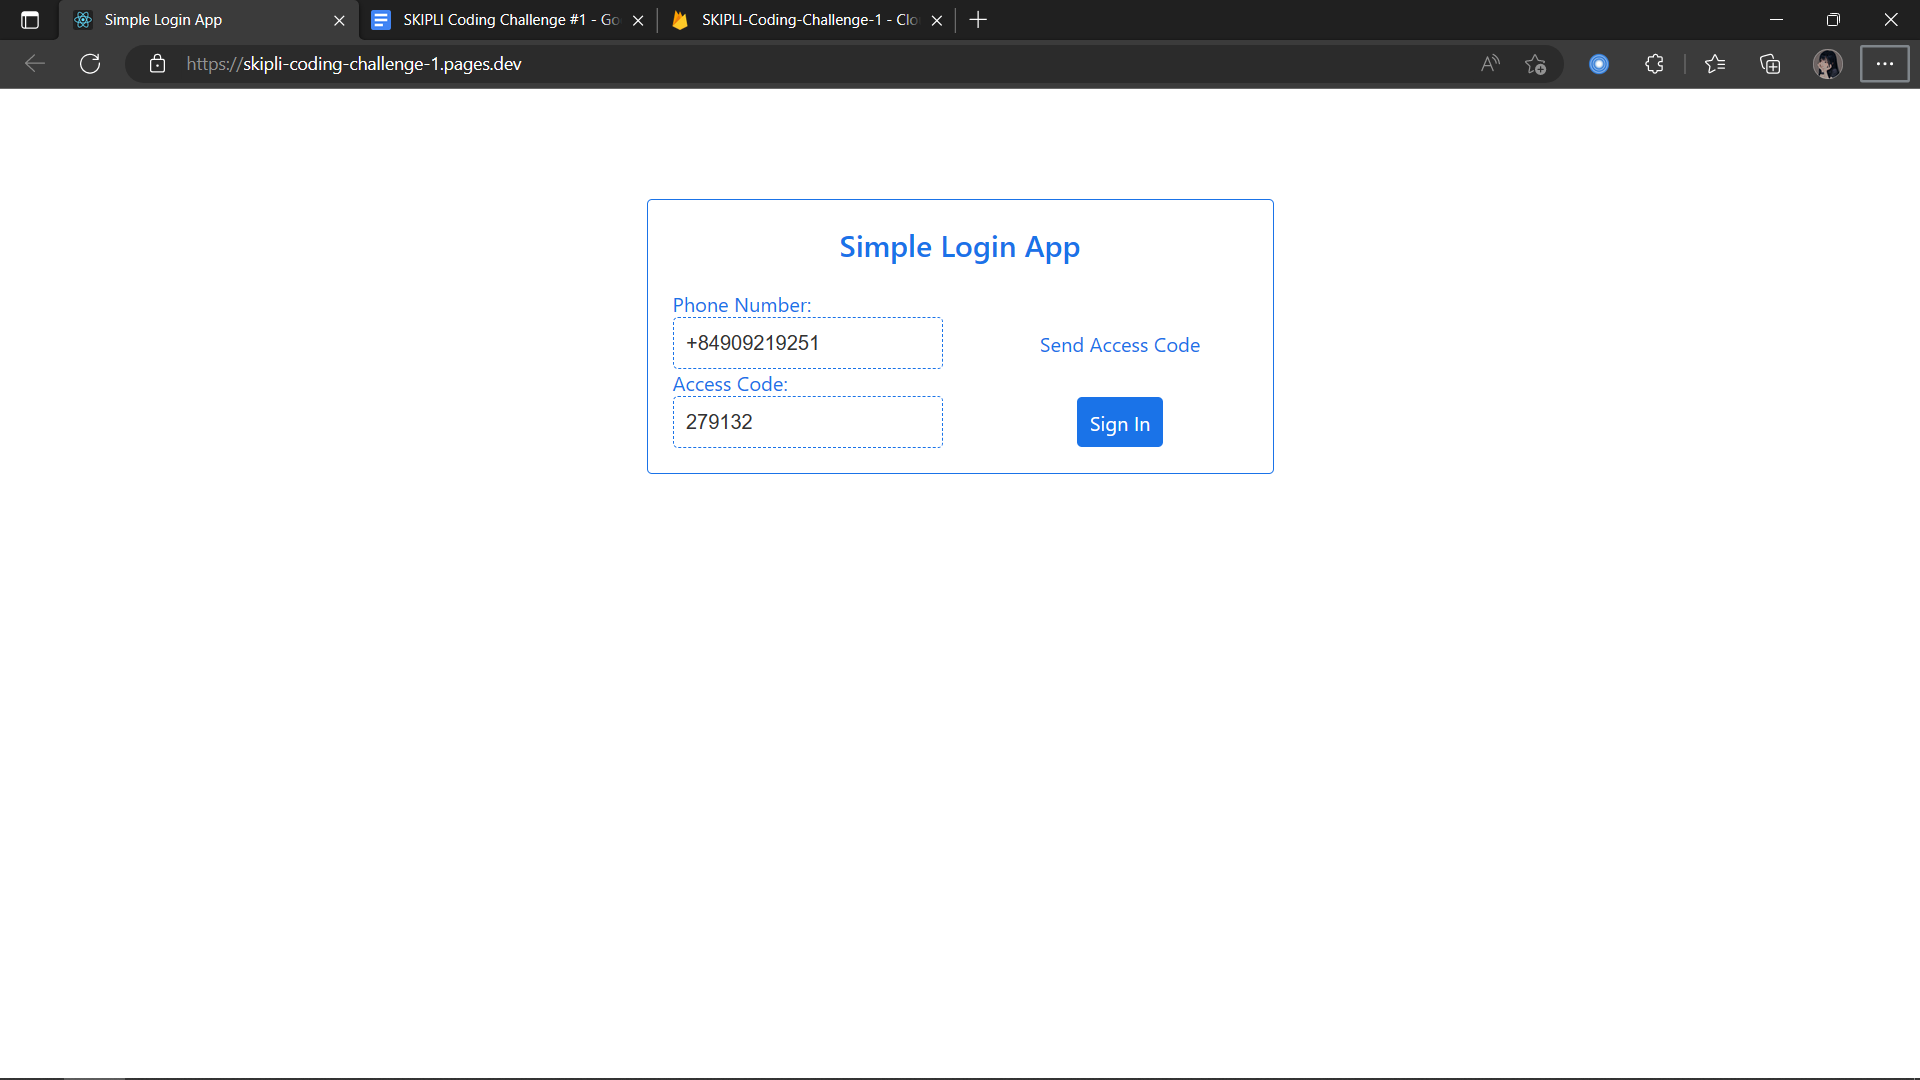 Simple Login App
SKIPLI Coding Challenge #1 - Go
SKIPLI-Coding-Challenge-1 - Clo
https://skipli-coding-challenge-1.pages.dev
Simple Login App
Phone Number:
+84909219251
Send Access Code
Access Code:
279132
Sign In